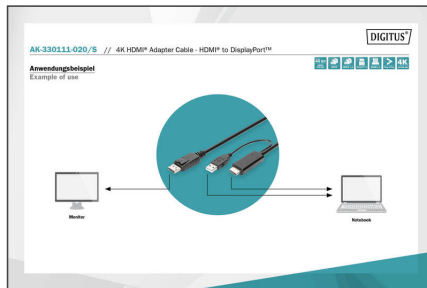 DIGITUS®
AK-330111-020/S // 4K HDMI® Adapter Cable - HDMI® to DisplayPort™
Anwendungsbeispiel
Example of use
4K
Monitor
Notebook